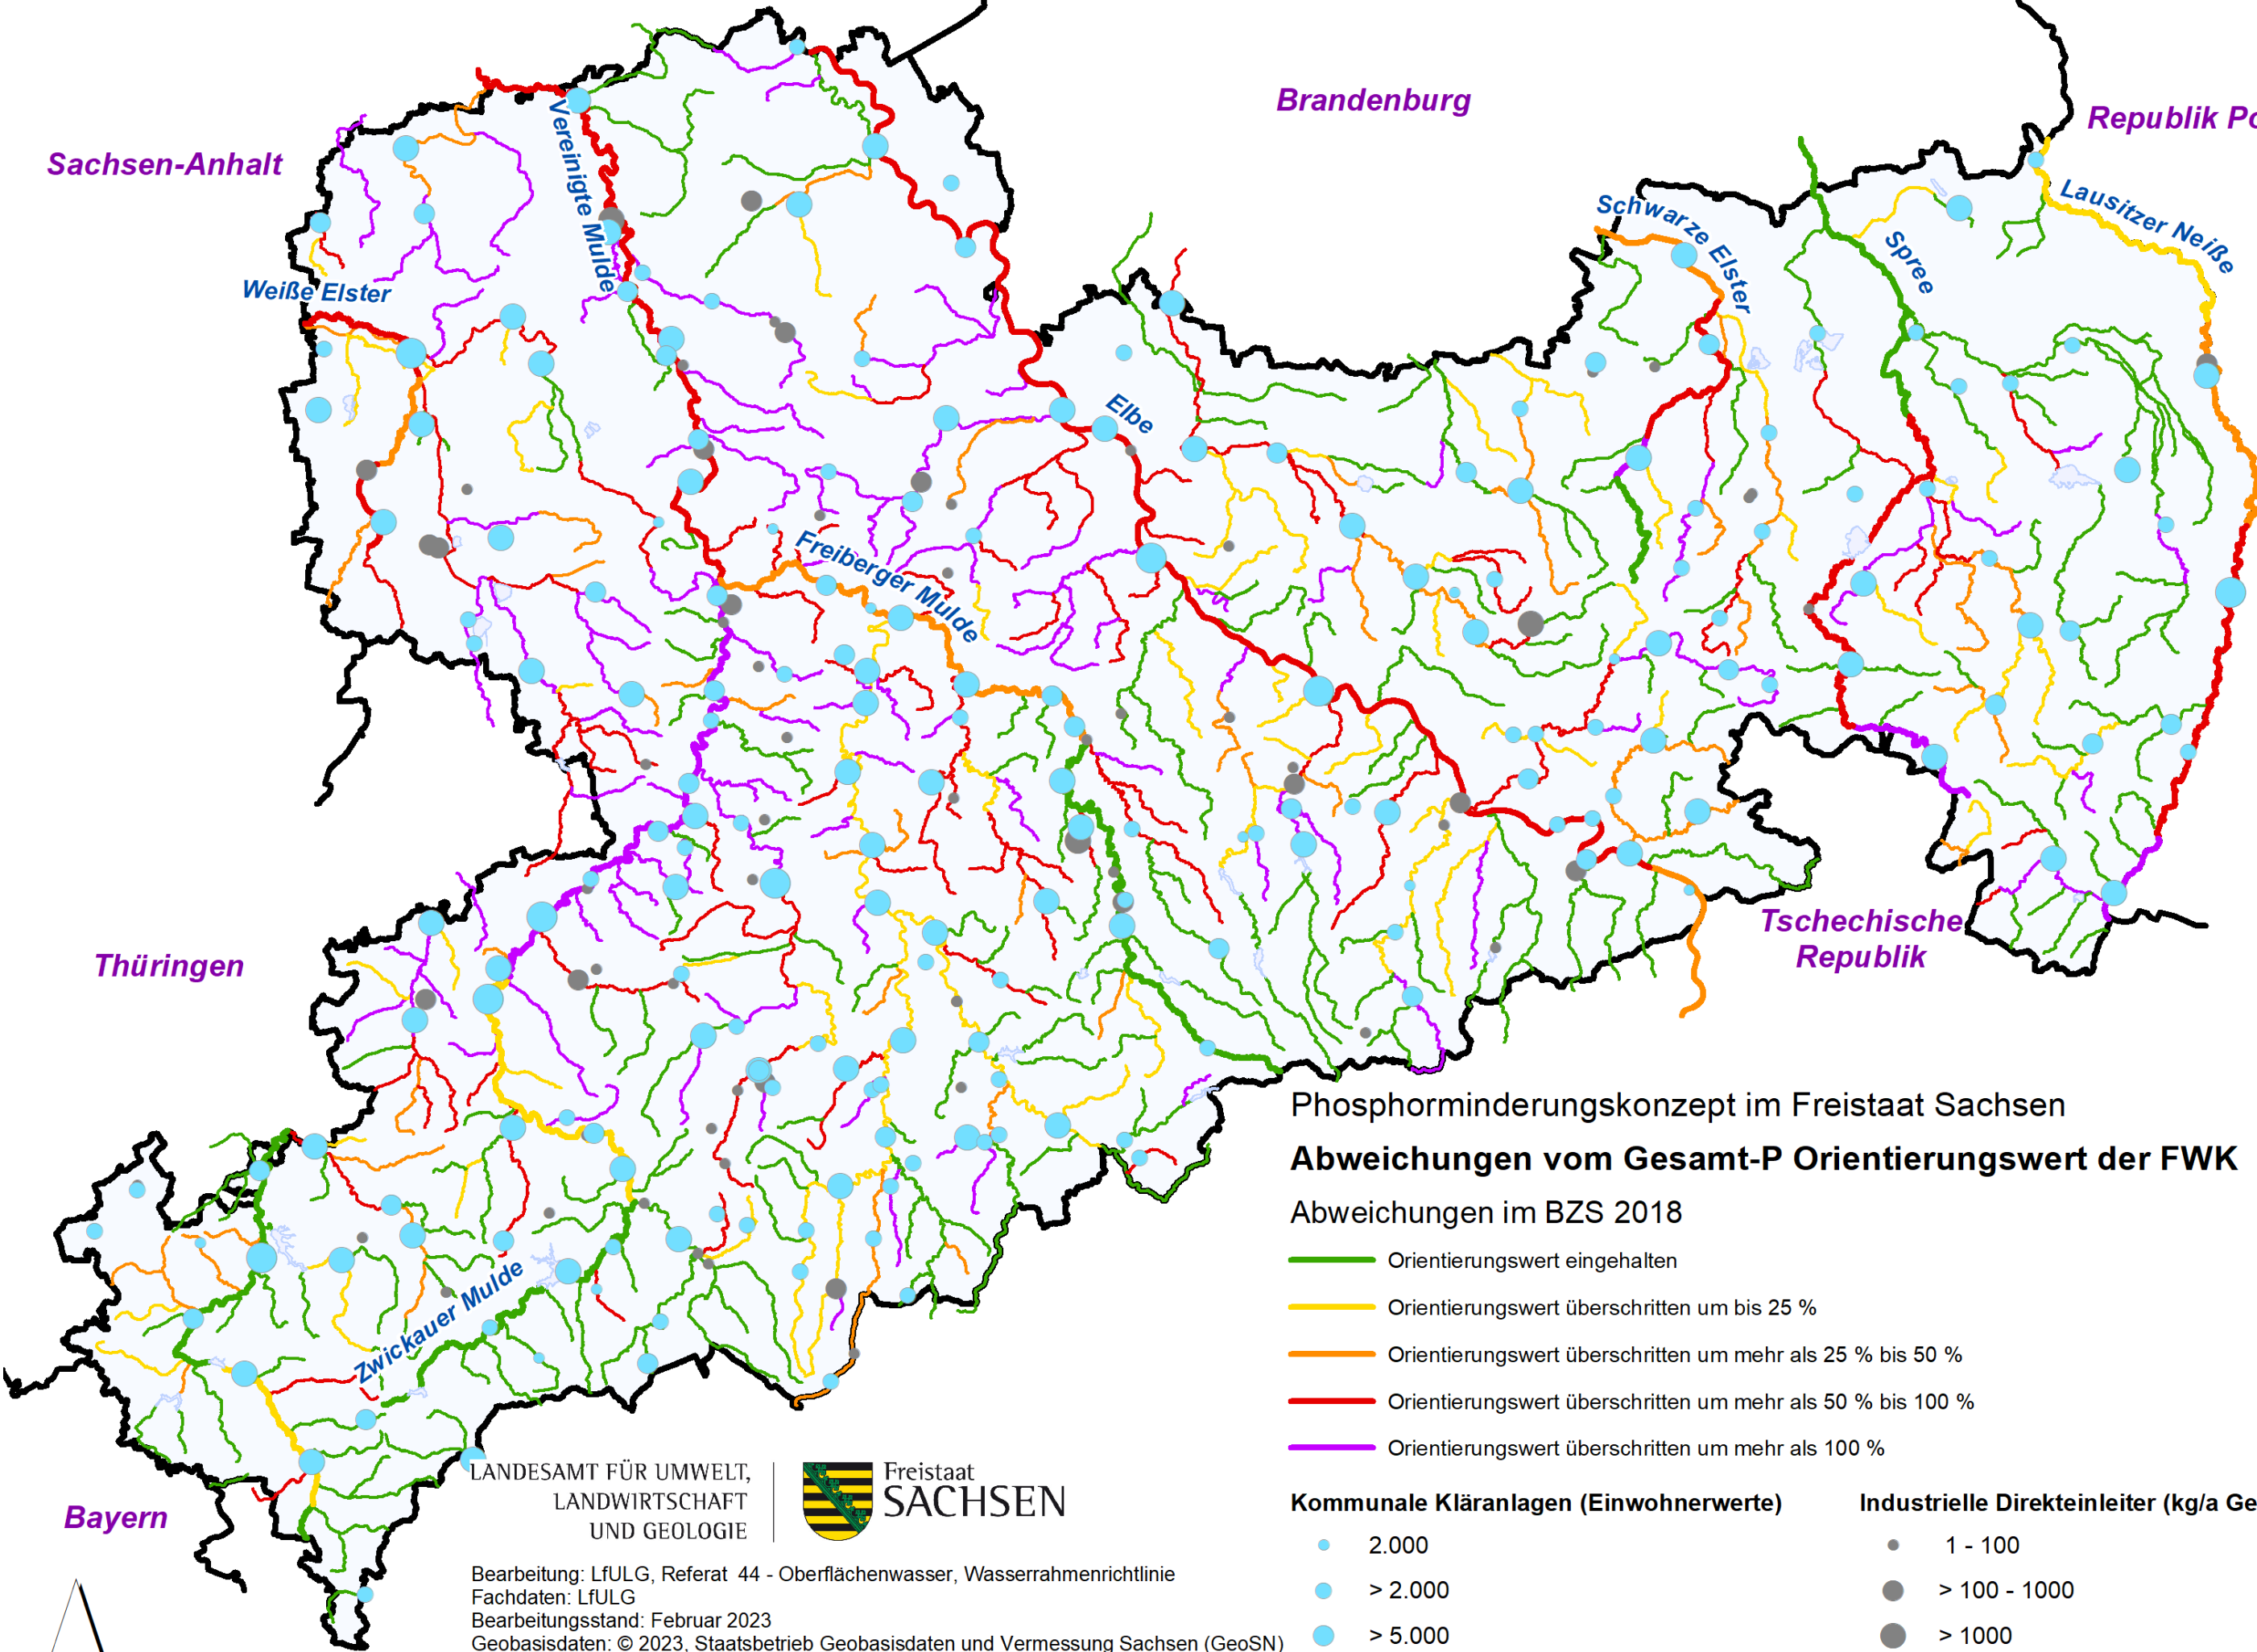 Brandenburg
Republik Po
Sachsen-Anhalt
Vereinigte Mulde
Schwarze Elster
Lausitzer Neiße
Spree
Weiße Elster
Elbe
Freiberger Mulde
Tschechische
Republik
Thüringen
Zwickauer Mulde
Bayern
Phosphorminderungskonzept im Freistaat Sachsen
Abweichungen vom Gesamt-P Orientierungswert der FWK
Abweichungen im BZS 2018
Orientierungswert eingehalten
Orientierungswert überschritten um bis 25 %
Orientierungswert überschritten um mehr als 25 % bis 50 %
Orientierungswert überschritten um mehr als 50 % bis 100 %
Orientierungswert überschritten um mehr als 100 %
Kommunale Kläranlagen (Einwohnerwerte)
2.000
> 2.000
> 5.000
Industrielle Direkteinleiter (kg/a Ge
1 - 100
> 100 - 1000
> 1000
LANDESAMT FÜR UMWELT,
LANDWIRTSCHAFT
UND GEOLOGIE
Freistaat
SACHSEN
Bearbeitung: LfULG, Referat 44 - Oberflächenwasser, Wasserrahmenrichtlinie
Fachdaten: LfULG
Bearbeitungsstand: Februar 2023
Geobasisdaten: © 2023, Staatsbetrieb Geobasisdaten und Vermessung Sachsen (GeoSN)